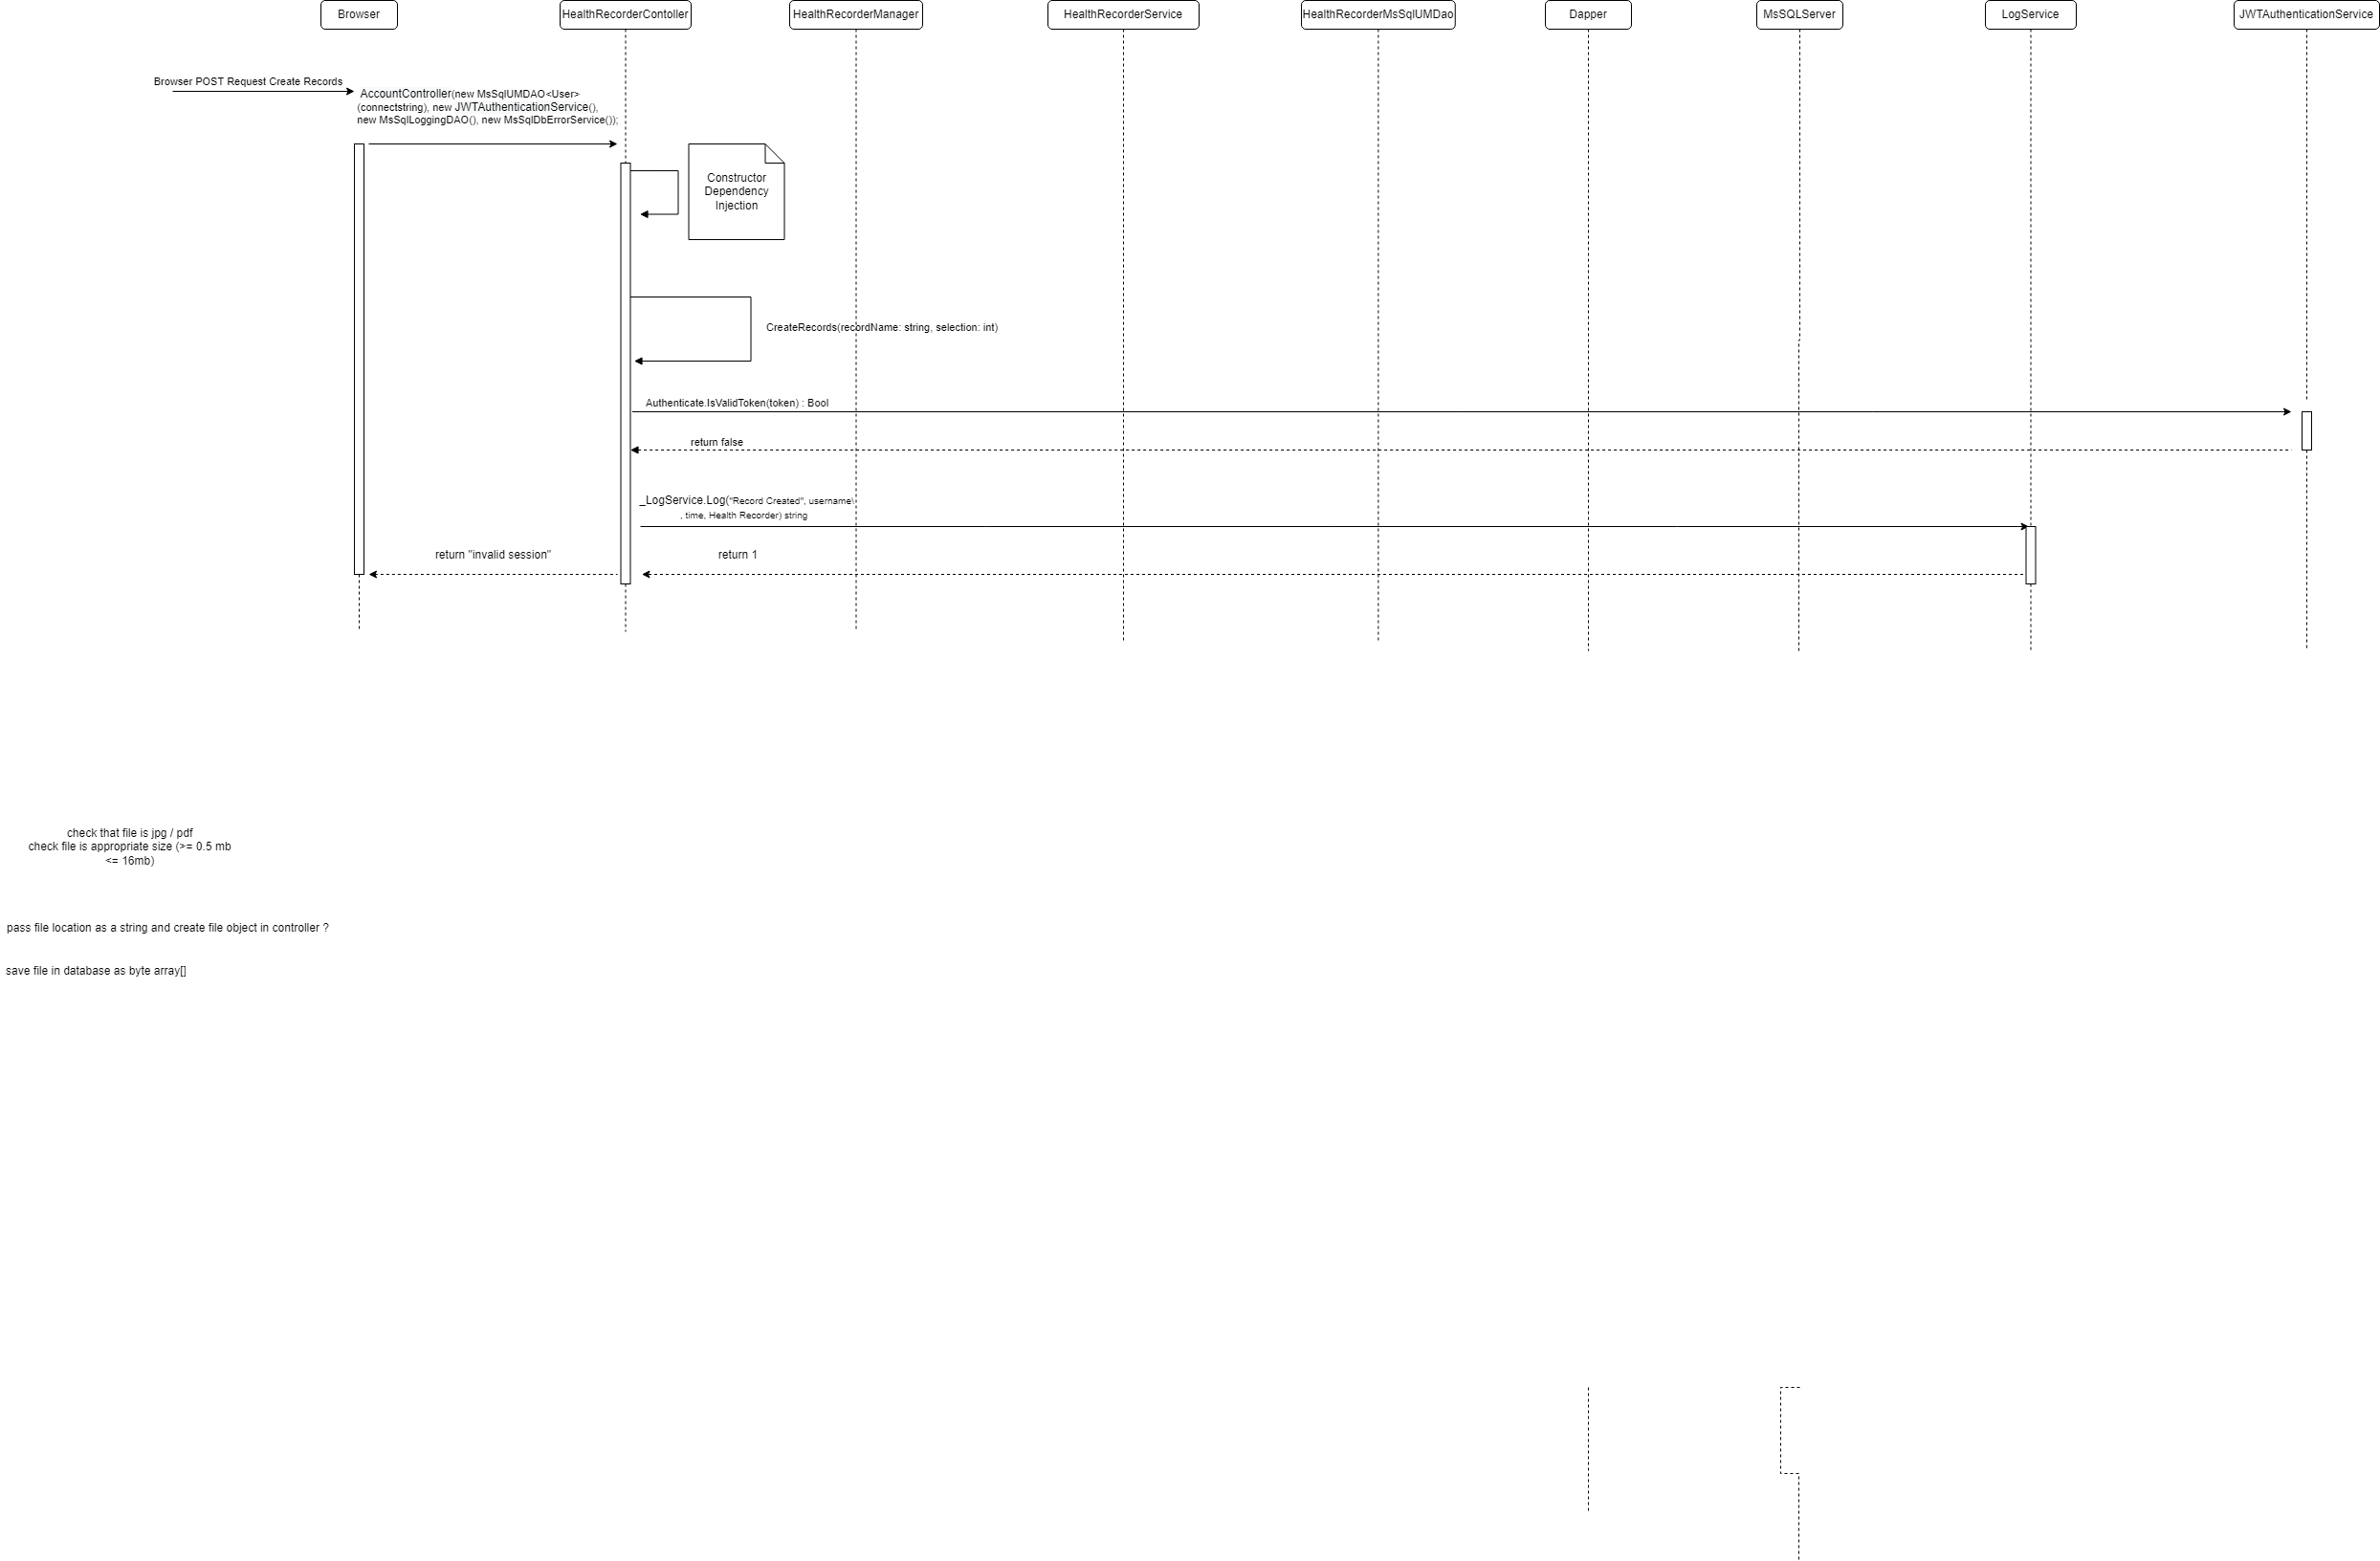 Browser
HealthRecorderContoller
HealthRecorderManager
HealthRecorderService
HealthRecorderMsSqlUMDao
Dapper
MsSQLServer
LogService
JWTAuthenticationService
Browser POST Request Create Records
AccountController(new MsSqlUMDAO<User>
(connectstring), new JWTAuthenticationService(),
new MsSqlLoggingDAO(), new MsSqlDbErrorService());
Constructor
Dependency
Injection
CreateRecords(recordName: string, selection: int)
Authenticate.IsValidToken(token) : Bool
return false
_LogService.Log("Record Created", username\
, time, Health Recorder) string
return "invalid session"
return 1
check that file is jpg / pdf
check file is appropriate size (>= 0.5 mb
<= 16mb)
pass file location as a string and create file object in controller ?
save file in database as byte array[]